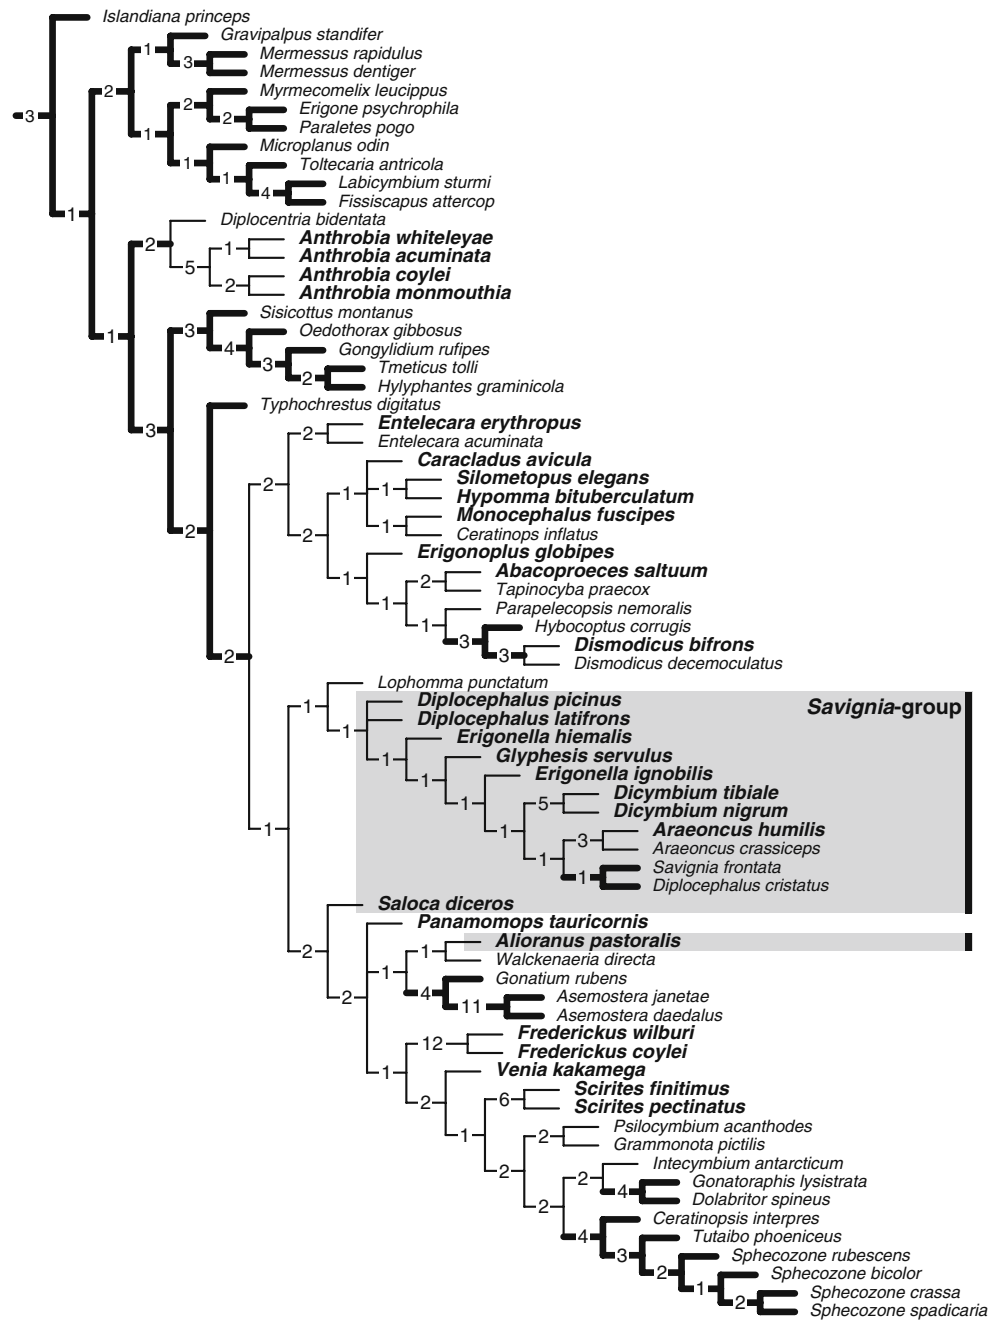 Islandiana princeps
Gravipalpus standifer
1
Mermessus rapidulus
3
Mermessus dentiger
2
Myrmecomelix leucippus
2
Erigone psychrophila
3
2
Paraletes pogo
1
Microplanus odin
1
Toltecaria antricola
1
Labicymbium sturmi
4
Fissiscapus attercop
1
Diplocentria bidentata
Anthrobia whiteleyae
2
1
Anthrobia acuminata
5
Anthrobia coylei
2
Anthrobia monmouthia
Sisicottus montanus
3
Oedothorax gibbosus
1
4
Gongylidium rufipes
3
Tmeticus tolli
2
Hylyphantes graminicola
Typhochrestus digitatus
3
Entelecara erythropus
2
Entelecara acuminata
Caracladus avicula
2
Silometopus elegans
1
1
Hypomma bituberculatum
Monocephalus fuscipes
1
2
Ceratinops inflatus
2
Erigonoplus globipes
1
Abacoproeces saltuum
2
Tapinocyba praecox
1
Parapelecopsis nemoralis
1
Hybocoptus corrugis
3
Dismodicus bifrons
2
3
Dismodicus decemoculatus
Lophomma punctatum
1
Diplocephalus picinus
Savignia-group
Diplocephalus latifrons
1
Erigonella hiemalis
1
Glyphesis servulus
1
Erigonella ignobilis
Dicymbium tibiale
1
5
Dicymbium nigrum
1
1
Araeoncus humilis
3
Araeoncus crassiceps
1
Savignia frontata
1
Diplocephalus cristatus
Saloca diceros
Panamomops tauricornis
Alioranus pastoralis
2
1
Walckenaeria directa
1
Gonatium rubens
4
Asemostera janetae
2
11
Asemostera daedalus
Frederickus wilburi
12
Frederickus coylei
1
Venia kakamega
Scirites finitimus
2
6
Scirites pectinatus
Psilocymbium acanthodes
1
2
Grammonota pictilis
Intecymbium antarcticum
2
2
Gonatoraphis lysistrata
4
Dolabritor spineus
2
Ceratinopsis interpres
4
Tutaibo phoeniceus
3
Sphecozone rubescens
2
Sphecozone bicolor
1
Sphecozone crassa
2
Sphecozone spadicaria